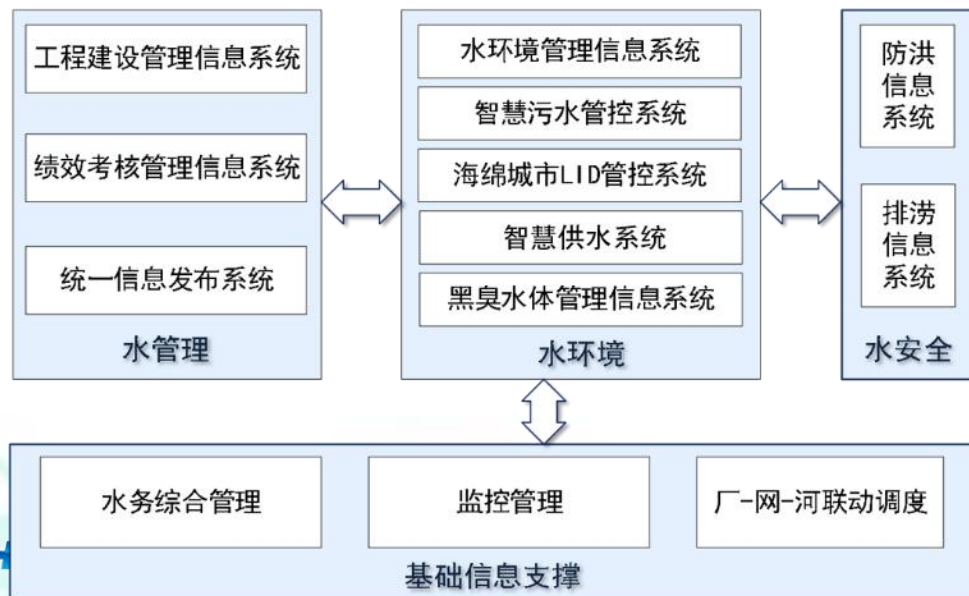 工程建设管理信息系统
绩效考核管理信息系统
统一信息发布系统
水管理
水环境管理信息系统
智慧污水管控系统
海绵城市LID管控系统
智慧供水系统
黑臭水体管理信息系统
水环境
防洪
信息
系统
排涝
信息
系统
水安全
水务综合管理
监控管理
厂-网-河联动调度
基础信息支撑